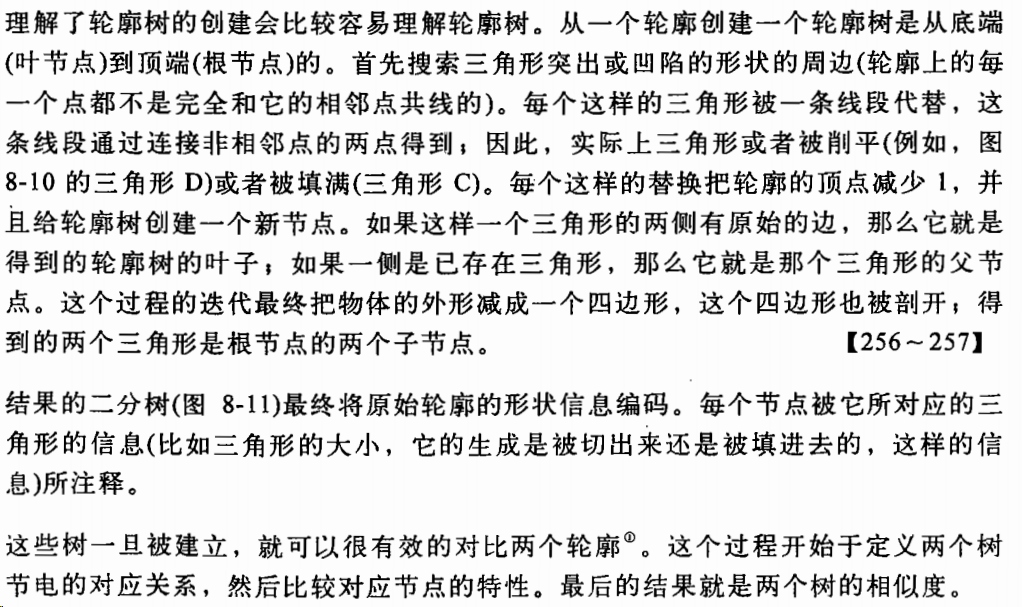 理解了轮廓树的创建会比较容易理解轮廓树。从一个轮廓创建一个轮廓树是从底端
(叶节点)到顶端(根节点)的。首先搜索三角形突出或凹陷的形状的周边(轮廓上的每
一个点都不是完全和它的相邻点共线的)。每个这样的三角形被一条线段代替，这
条线段通过连接非相邻点的两点得到；因此，实际上三角形或者被削平(例如，图
8-10 的三角形 D)或者被填满(三角形 C)。每个这样的替换把轮廓的顶点减少 1，并
且给轮廓树创建一个新节点。如果这样一个三角形的两侧有原始的边，那么它就是
得到的轮廓树的叶子；如果一侧是已存在三角形，那么它就是那个三角形的父节
点。这个过程的迭代最终把物体的外形减成一个四边形，这个四边形也被剖开；得
到的两个三角形是根节点的两个子节点。 【256～257】
结果的二分树(图 8-11)最终将原始轮廓的形状信息编码。每个节点被它所对应的三
角形的信息(比如三角形的大小，它的生成是被切出来还是被填进去的，这样的信
息)所注释。
这些树一旦被建立，就可以很有效的对比两个轮廓①。这个过程开始于定义两个树
节电的对应关系，然后比较对应节点的特性。最后的结果就是两个树的相似度。